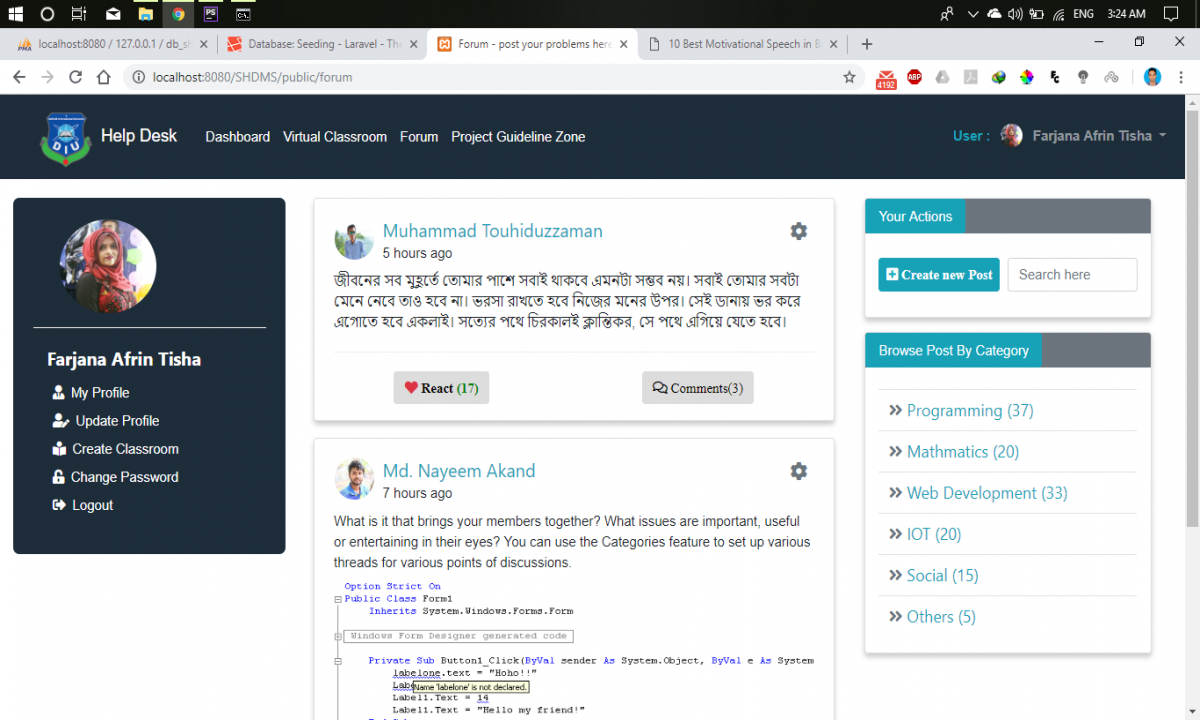 ENG 3:24 AM
localhost:8080 / 127.0.0.1 / db_sh
Database: Seeding - Laravel - The
Forum - post your problems here
10 Best Motivational Speech in B
localhost:8080/SHDMS/public/forum
4192
ABP
DIU
Help Desk
Dashboard Virtual Classroom Forum Project Guideline Zone
User : Farjana Afrin Tisha
Farjana Afrin Tisha
My Profile
Update Profile
Create Classroom
Change Password
Logout
Muhammad Touhiduzzaman
5 hours ago
জীবনের সব মুহূর্তে তোমার পাশে সবাই থাকবে এমনটা সম্ভব নয়। সবাই তোমার সবটা
মেনে নেবে তাও হবে না। ভরসা রাখতে হবে নিজের মনের উপর। সেই ডানায় ভর করে
এগোতে হবে একলাই। সত্যের পথে চিরকালই ক্লান্তিকর, সে পথে এগিয়ে যেতে হবে।
React (17)
Comments(3)
Md. Nayeem Akand
7 hours ago
What is it that brings your members together? What issues are important, useful
or entertaining in their eyes? You can use the Categories feature to set up various
threads for various points of discussions.
Option Strict On
Public Class Form1
Inherits System.Windows.Forms.Form
Windows Form Designer generated code
Private Sub Button1_Click(ByVal sender As System.Object, ByVal e As System
labelone.text = "Hoho!!"
Name 'labelone' is not declared.
Label1.Text = 14
Label1.Text = "Hello my friend!"
Your Actions
Create new Post
Search here
Browse Post By Category
Programming (37)
Mathmatics (20)
Web Development (33)
IOT (20)
Social (15)
Others (5)